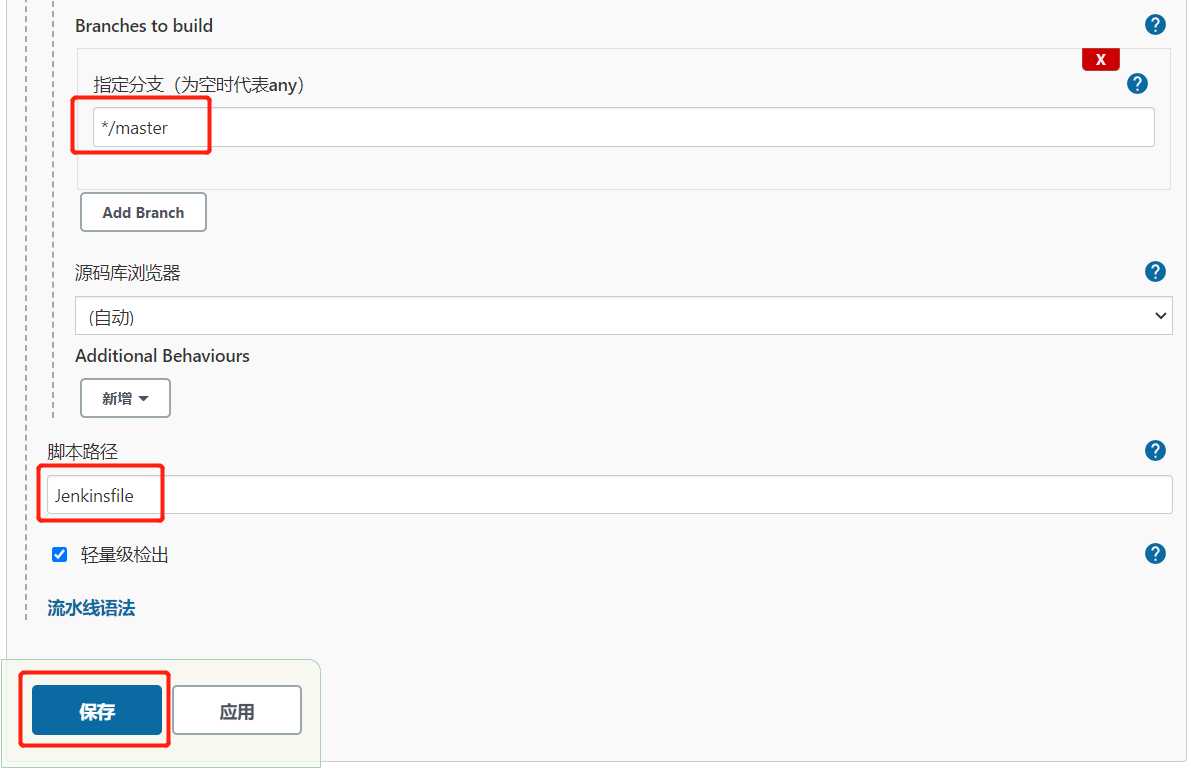 Branches to build
?
X
指定分支（为空时代表any）
?
*/master
Add Branch
源码库浏览器
?
(自动)
Additional Behaviours
新增
脚本路径
?
Jenkinsfile
轻量级检出
?
流水线语法
保存
应用